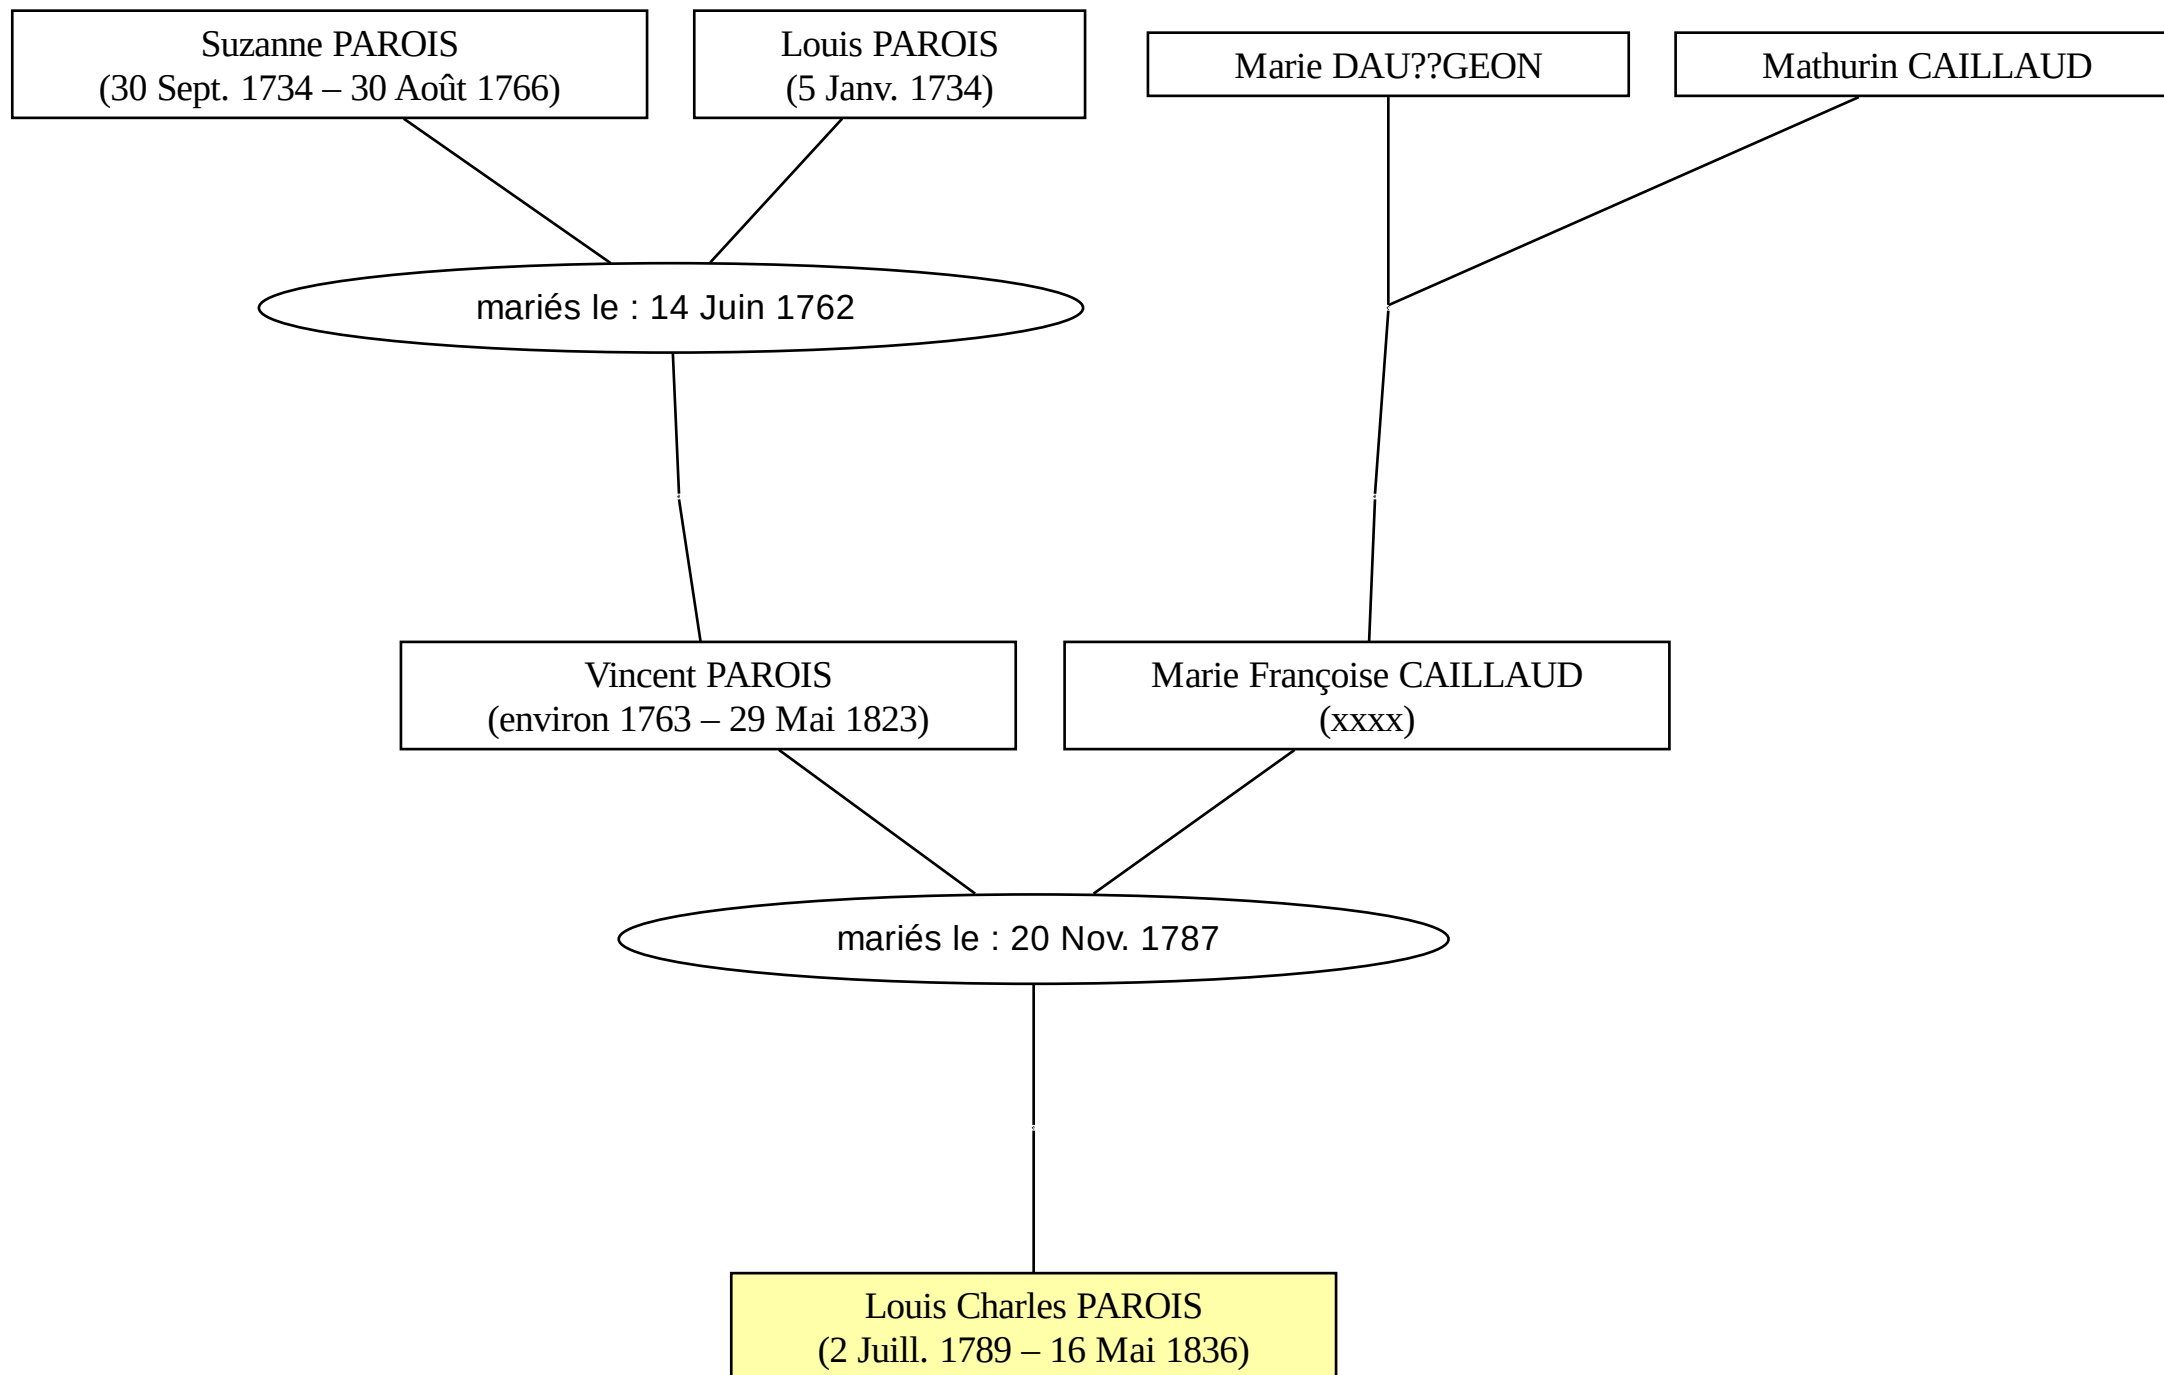 Suzanne PAROIS
(30 Sept. 1734 – 30 Août 1766)
Louis PAROIS
(5 Janv. 1734)
Marie DAU??GEON
Mathurin CAILLAUD
mariés le : 14 Juin 1762
Vincent PAROIS
(environ 1763 – 29 Mai 1823)
Marie Françoise CAILLAUD
(xxxx)
mariés le : 20 Nov. 1787
Louis Charles PAROIS
(2 Juill. 1789 – 16 Mai 1836)